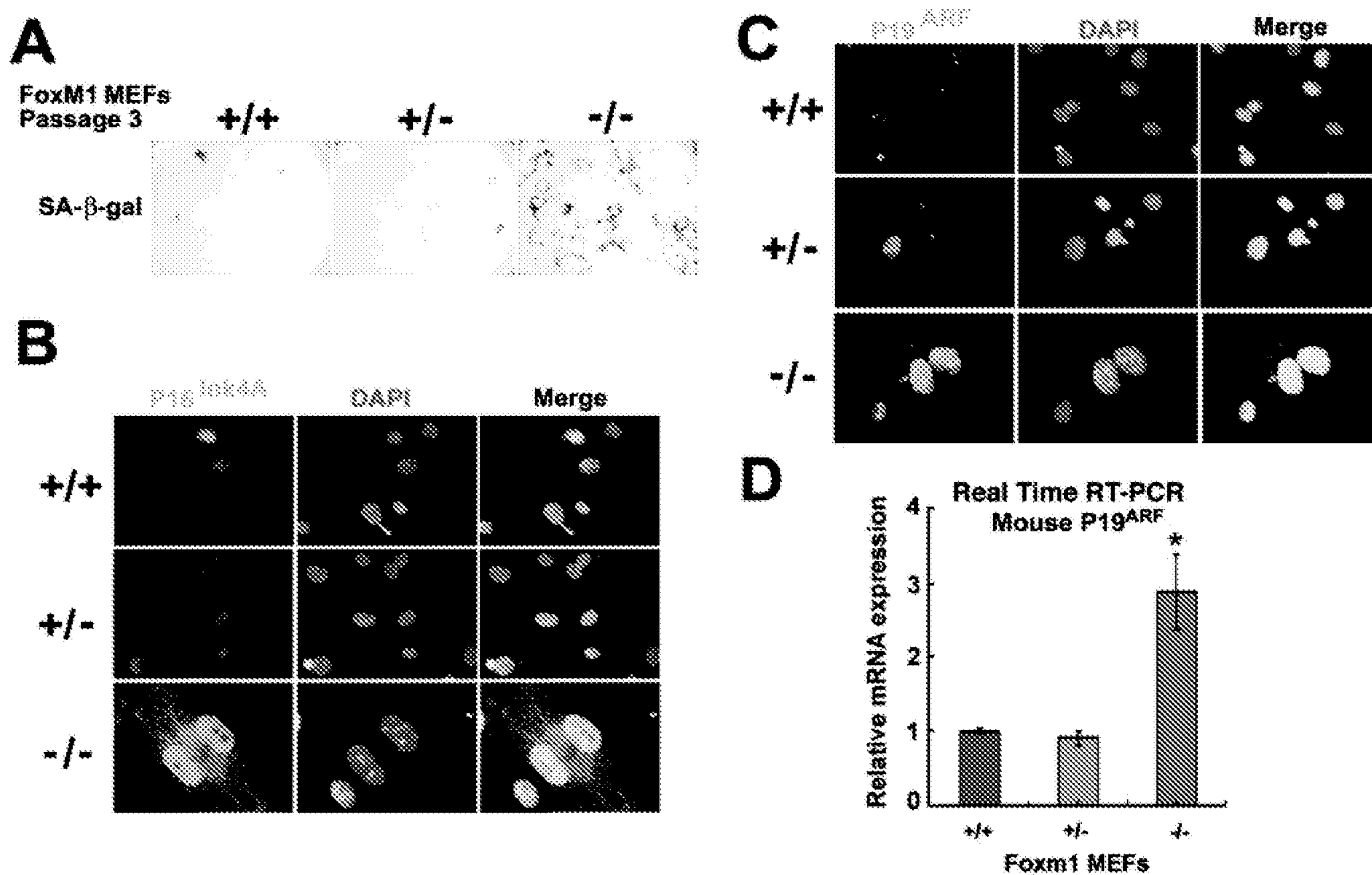 A
FoxM1 MEFs
Passage 3
+/+ +/- -/-
SA-β-gal
B
P16 Ink4A DAPI Merge
+/+
+/-
-/-
C
P19 ARF DAPI Merge
+/+
+/-
-/-
D
Real Time RT-PCR
Mouse P19ARF
Relative mRNA expression
4
3
2
1
0
*
+/+ +/- -/-
Foxm1 MEFs